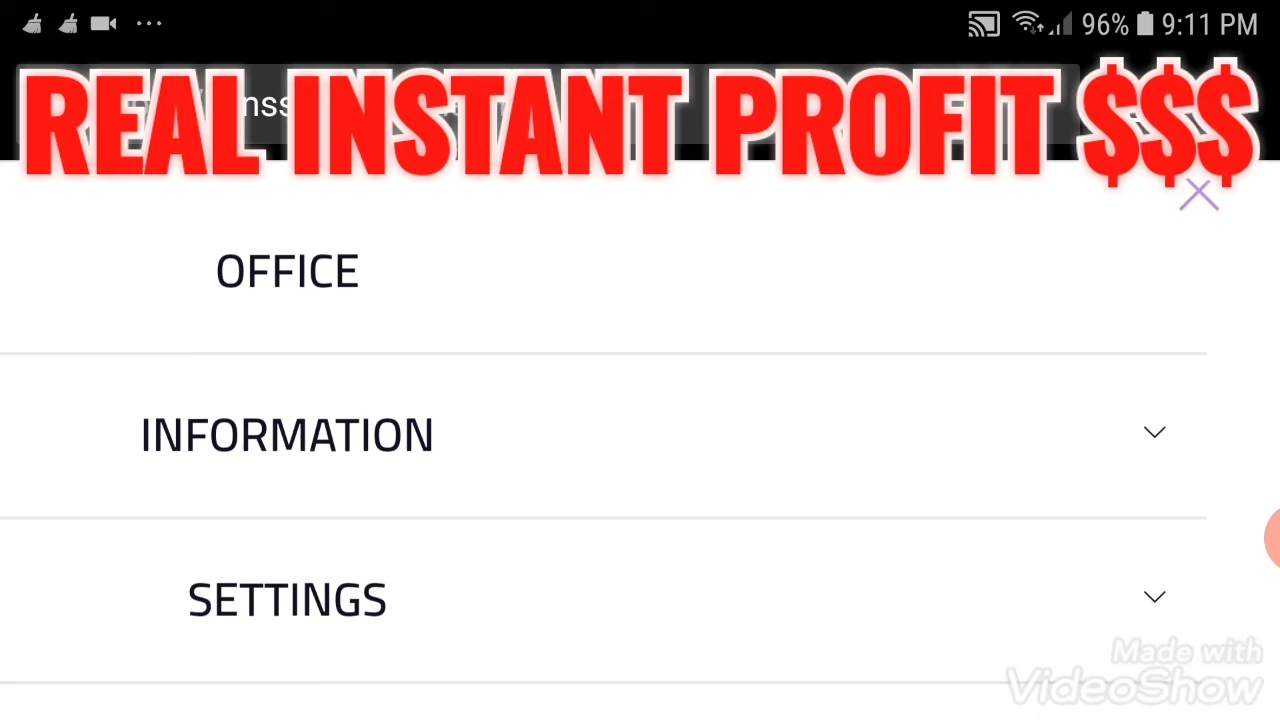 96% 9:11 PM
REAL INSTANT PROFIT $$$
OFFICE
INFORMATION
SETTINGS
Made with
VideoShow